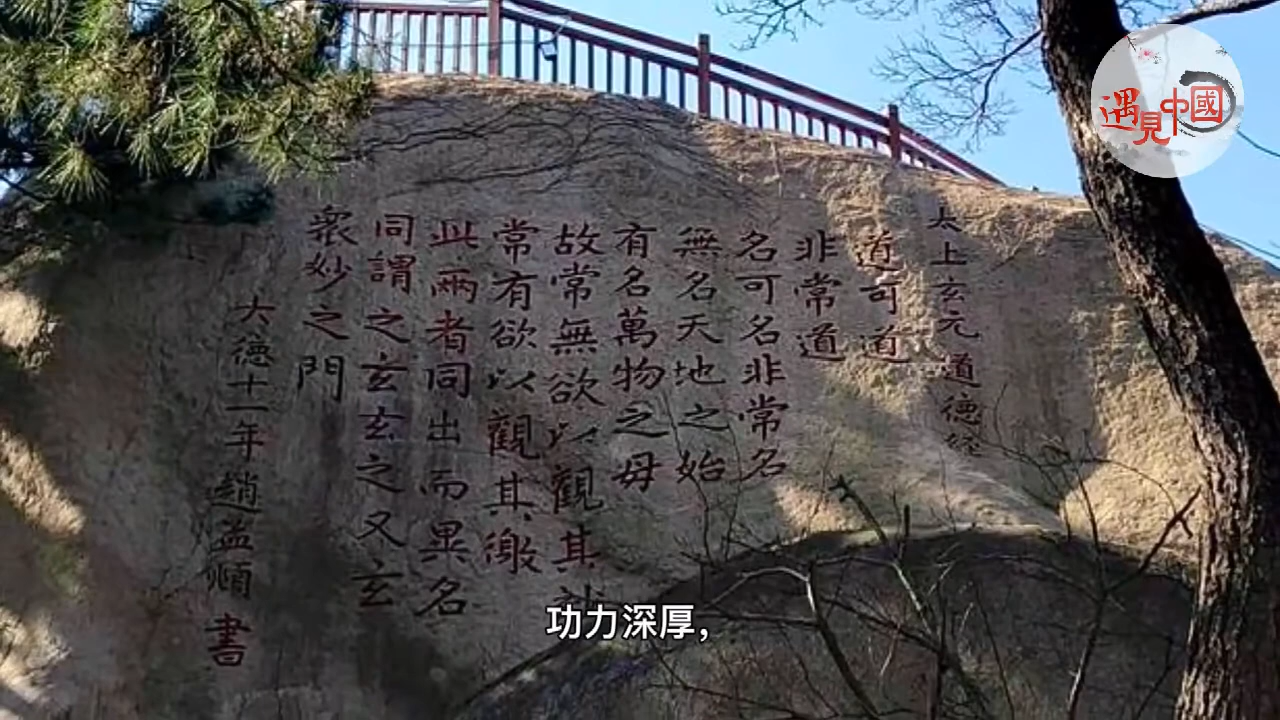 太上玄元道德經
道可道
非常道
名可名非常名
無名天地之始
有名萬物之母
故常無欲以觀其
常有欲以觀其徼
此兩者同出而異名
同謂之玄玄之又玄
衆妙之門
大德十一年趙孟頫書
功力深厚,
遇見中國